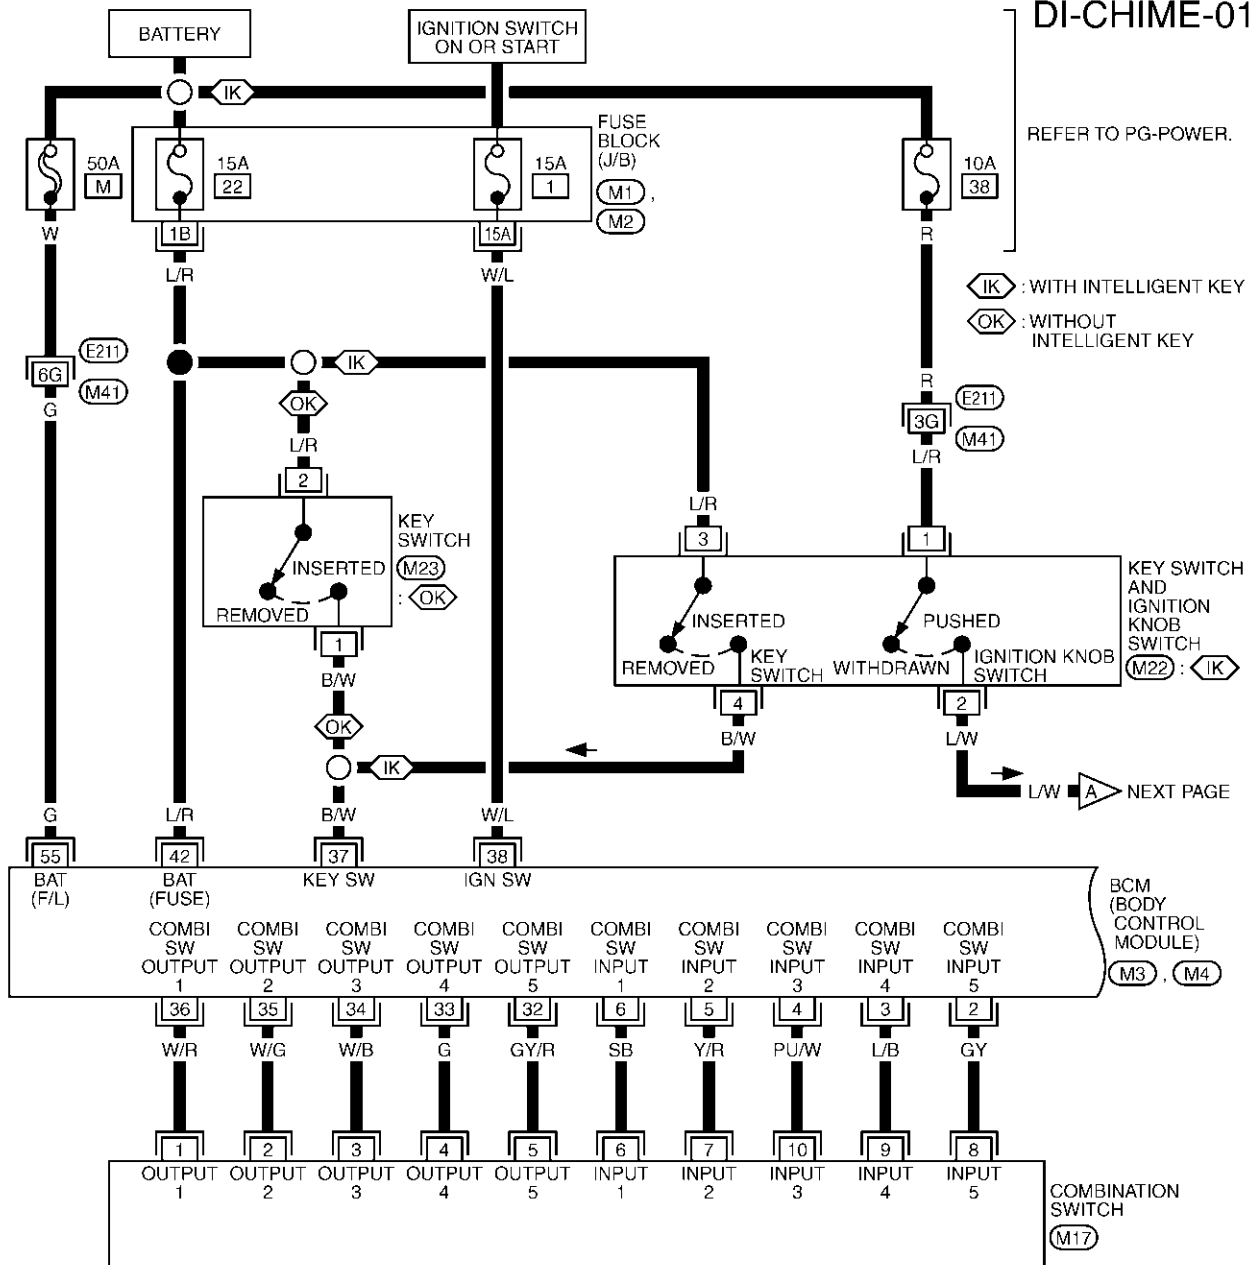 DI-CHIME-01
BATTERY
IGNITION SWITCH
ON OR START
IK
REFER TO PG-POWER.
FUSE
BLOCK
(J/B)
M1 ,
M2
50A
M
15A
22
15A
1
10A
38
W
1B
15A
R
L/R
W/L
IK : WITH INTELLIGENT KEY
OK : WITHOUT
INTELLIGENT KEY
E211
6G
M41
G
IK
OK
L/R
2
R
E211
3G
M41
L/R
L/R
3
1
KEY
SWITCH
M23
: OK
INSERTED
REMOVED
1
B/W
OK
IK
INSERTED
REMOVED
KEY
SWITCH
PUSHED
WITHDRAWN
IGNITION KNOB
SWITCH
KEY SWITCH
AND
IGNITION
KNOB
SWITCH
M22 : IK
4
2
B/W
L/W
L/W A NEXT PAGE
G
L/R
B/W
W/L
55
42
37
38
BAT
(F/L)
BAT
(FUSE)
KEY SW
IGN SW
BCM
(BODY
CONTROL
MODULE)
M3 , M4
COMBI
SW
OUTPUT
1
COMBI
SW
OUTPUT
2
COMBI
SW
OUTPUT
3
COMBI
SW
OUTPUT
4
COMBI
SW
OUTPUT
5
COMBI
SW
INPUT
1
COMBI
SW
INPUT
2
COMBI
SW
INPUT
3
COMBI
SW
INPUT
4
COMBI
SW
INPUT
5
36 35 34 33 32 6 5 4 3 2
W/R W/G W/B G GY/R SB Y/R PU/W L/B GY
1 2 3 4 5 6 7 10 9 8
OUTPUT
1
OUTPUT
2
OUTPUT
3
OUTPUT
4
OUTPUT
5
INPUT
1
INPUT
2
INPUT
3
INPUT
4
INPUT
5
COMBINATION
SWITCH
M17